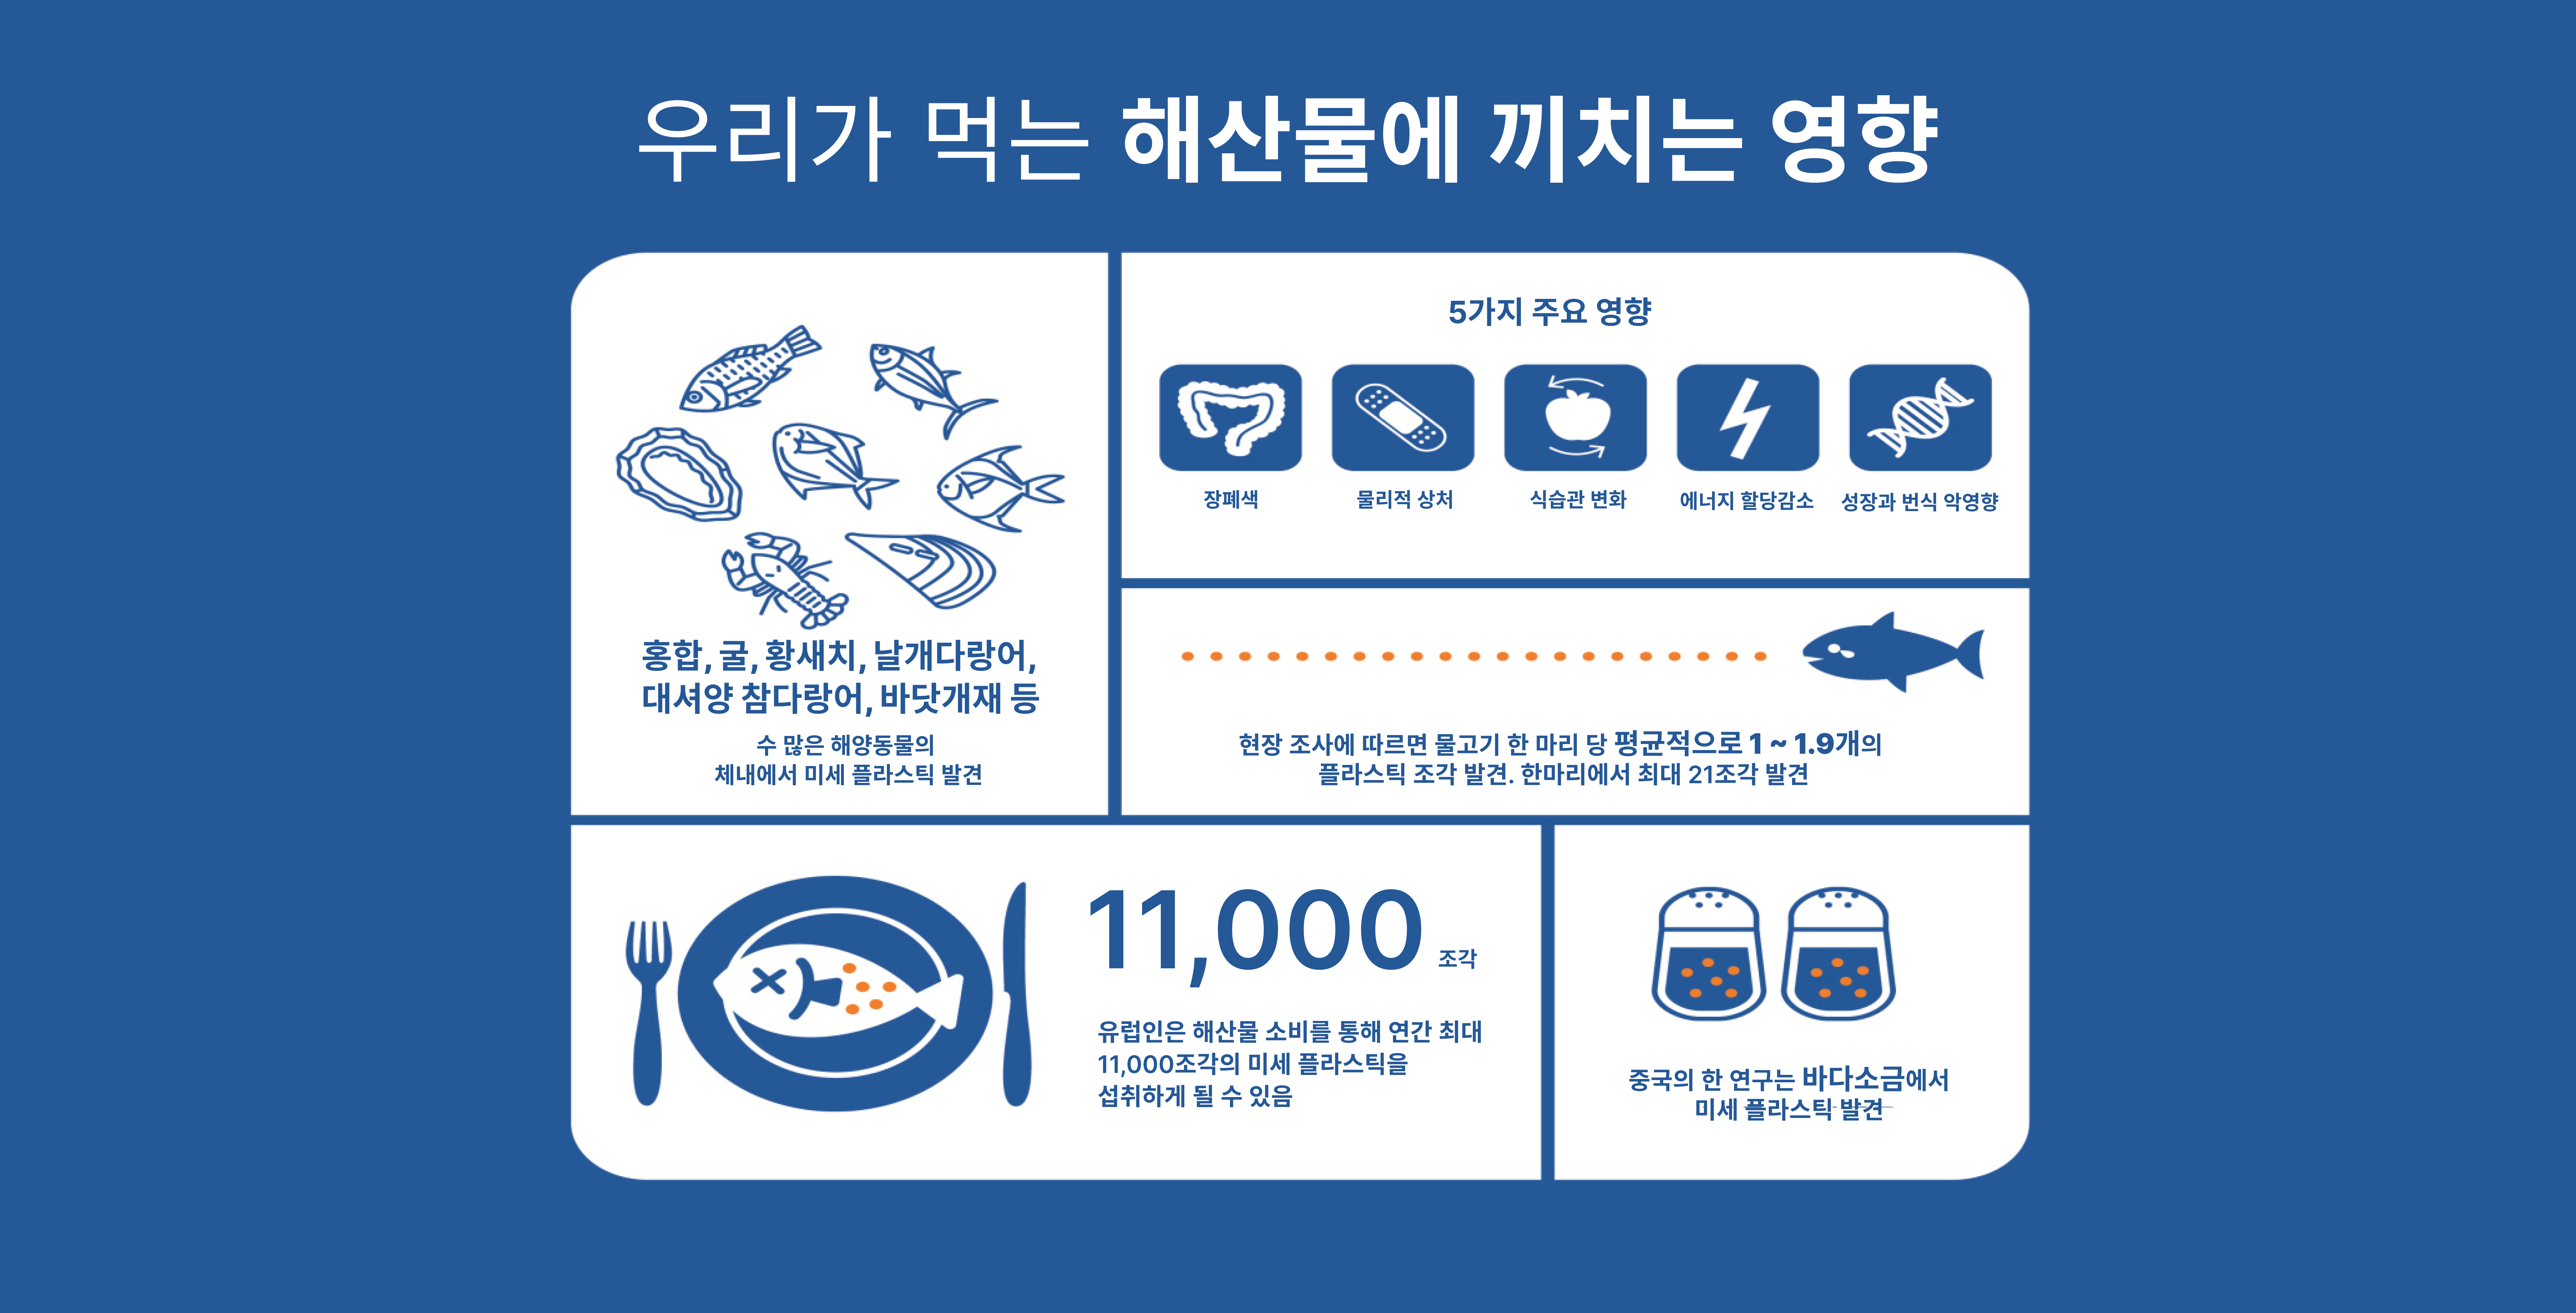 우리가 먹는 해산물에 끼치는 영향
홍합, 굴, 황새치, 날개다랑어,
대셔양 참다랑어, 바닷개재 등
수 많은 해양동물의
체내에서 미세 플라스틱 발견
5가지 주요 영향
장폐색
물리적 상처
식습관 변화
에너지 할당감소
성장과 번식 악영향
현장 조사에 따르면 물고기 한 마리 당 평균적으로 1 ~ 1.9개의
플라스틱 조각 발견. 한마리에서 최대 21조각 발견
11,000 조각
유럽인은 해산물 소비를 통해 연간 최대
11,000조각의 미세 플라스틱을
섭취하게 될 수 있음
중국의 한 연구는 바다소금에서
미세 플라스틱 발견